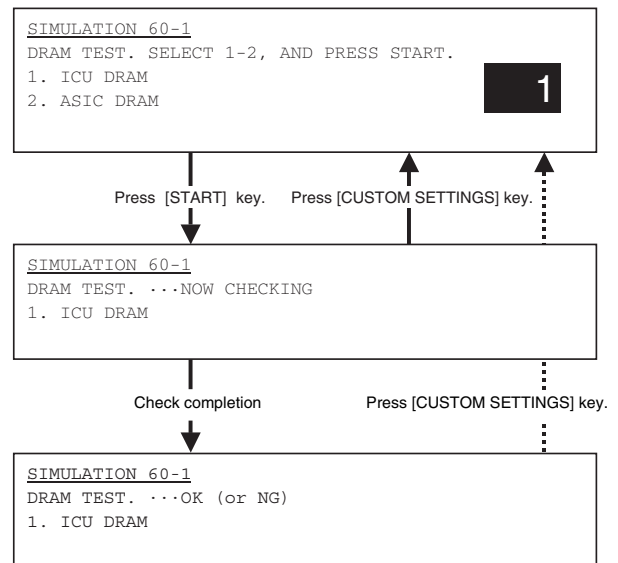 SIMULATION 60-1
DRAM TEST. SELECT 1-2, AND PRESS START.
1. ICU DRAM
2. ASIC DRAM
1
Press [START] key.
Press [CUSTOM SETTINGS] key.
SIMULATION 60-1
DRAM TEST. ···NOW CHECKING
1. ICU DRAM
Check completion
Press [CUSTOM SETTINGS] key.
SIMULATION 60-1
DRAM TEST. ···OK (or NG)
1. ICU DRAM